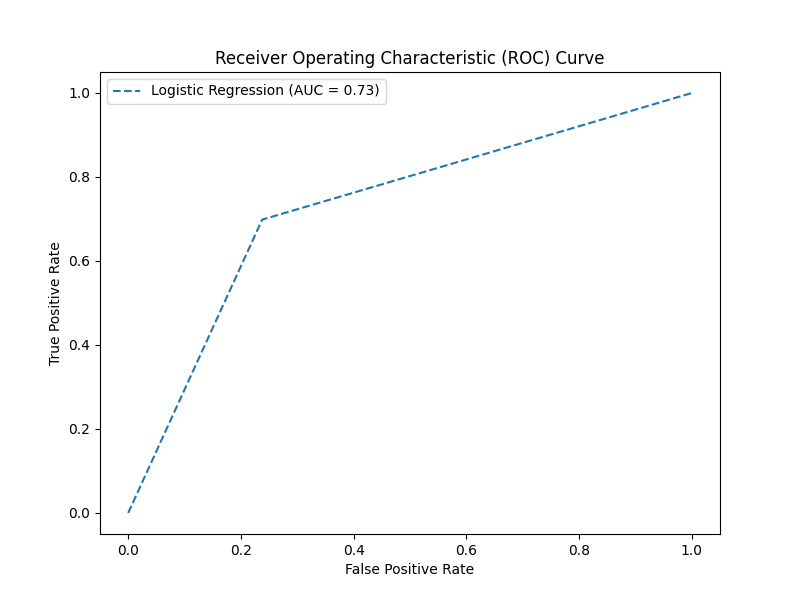 Receiver Operating Characteristic (ROC) Curve
Logistic Regression (AUC = 0.73)
1.0
0.8
0.6
0.4
0.2
0.0
True Positive Rate
0.0 0.2 0.4 0.6 0.8 1.0
False Positive Rate